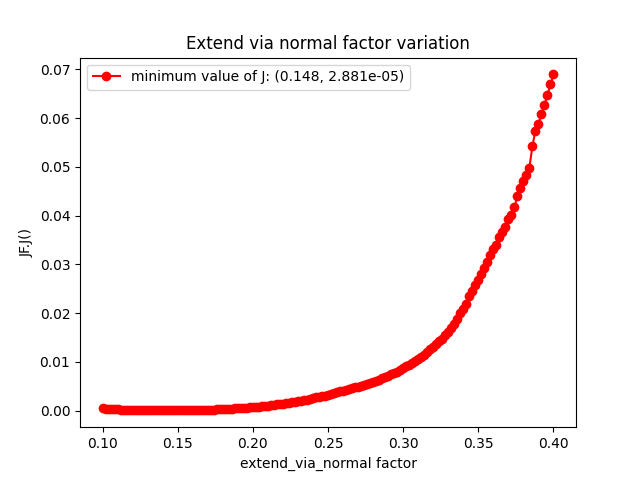 Extend via normal factor variation
minimum value of J: (0.148, 2.881e-05)
0.07
0.06
0.05
0.04
0.03
0.02
0.01
0.00
JF.J()
0.10 0.15 0.20 0.25 0.30 0.35 0.40
extend_via_normal factor